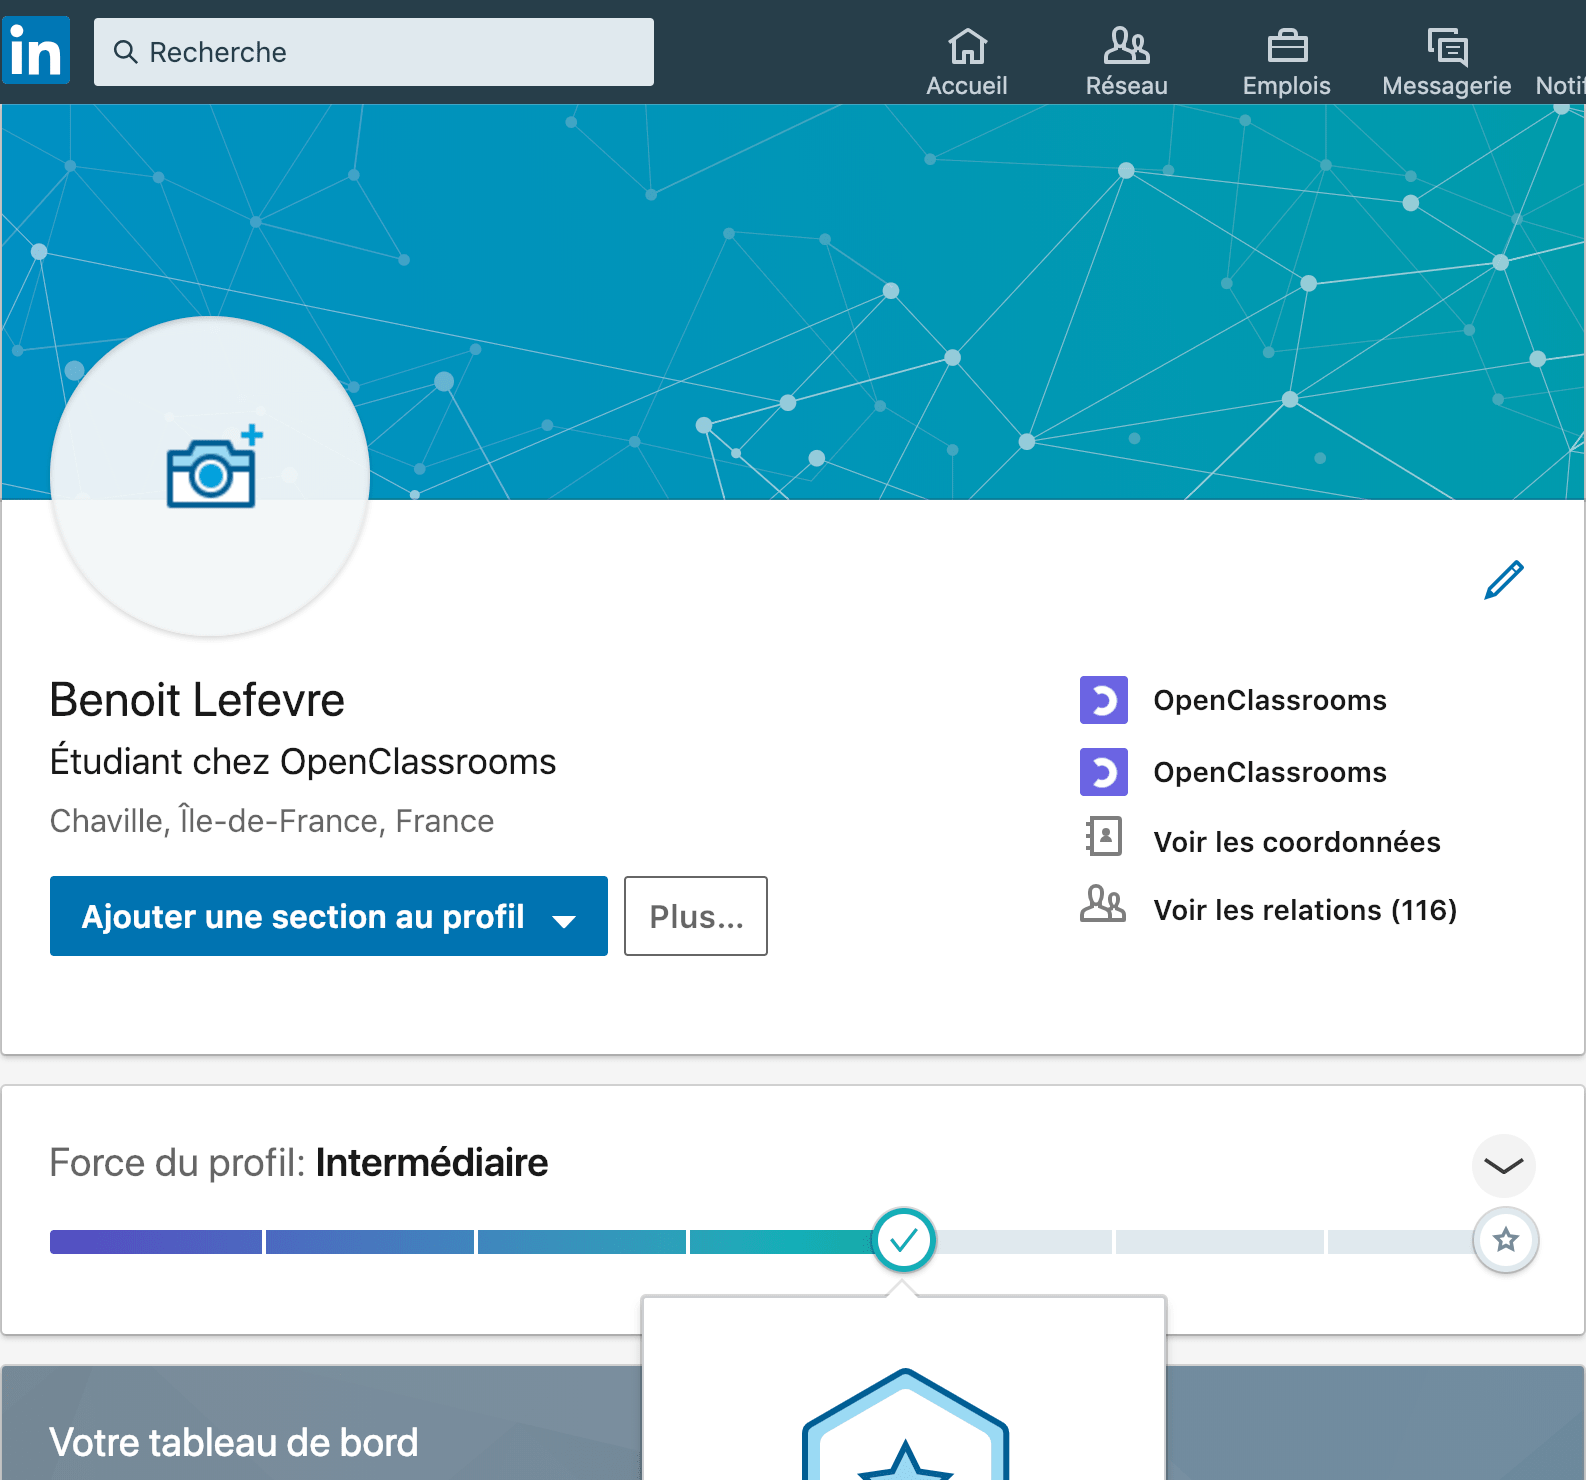 in
Recherche
Accueil
Réseau
Emplois
Messagerie
Benoit Lefevre
Étudiant chez OpenClassrooms
Chaville, Île-de-France, France
Ajouter une section au profil
Plus...
OpenClassrooms
OpenClassrooms
Voir les coordonnées
Voir les relations (116)
Force du profil: Intermédiaire
Votre tableau de bord